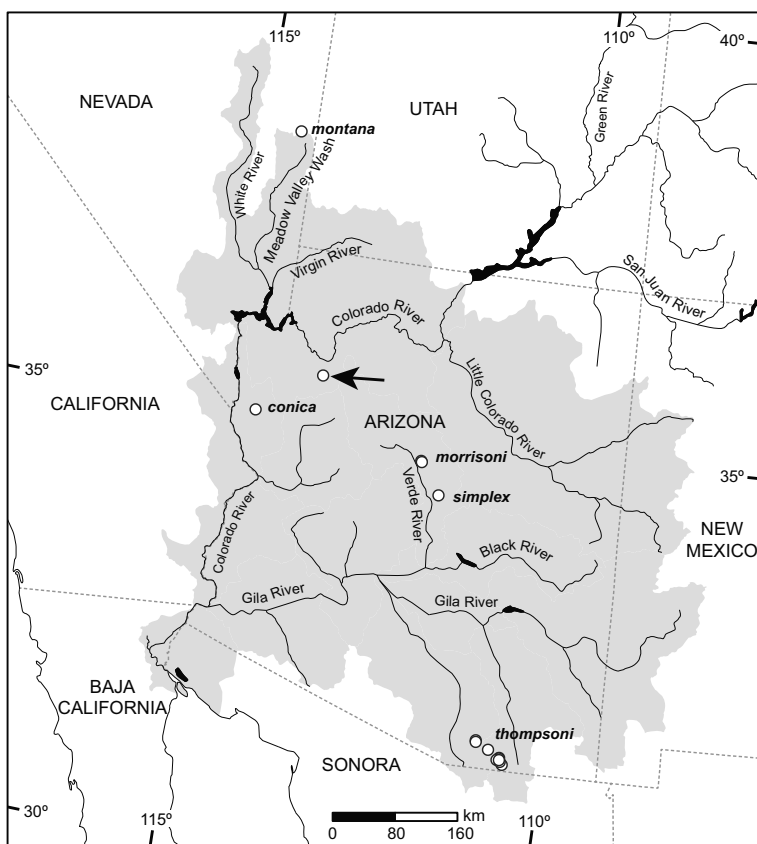 115º
110º
40º
NEVADA
UTAH
Green River
montana
White River
Meadow Valley Wash
Virgin River
San Juan River
Colorado River
35º
Little Colorado River
CALIFORNIA
conica
ARIZONA
morrisoni
35º
Verde River
simplex
Colorado River
NEW
MEXICO
Black River
Gila River
Gila River
BAJA
CALIFORNIA
thompsoni
SONORA
30º
km
0 80 160
115º
110º